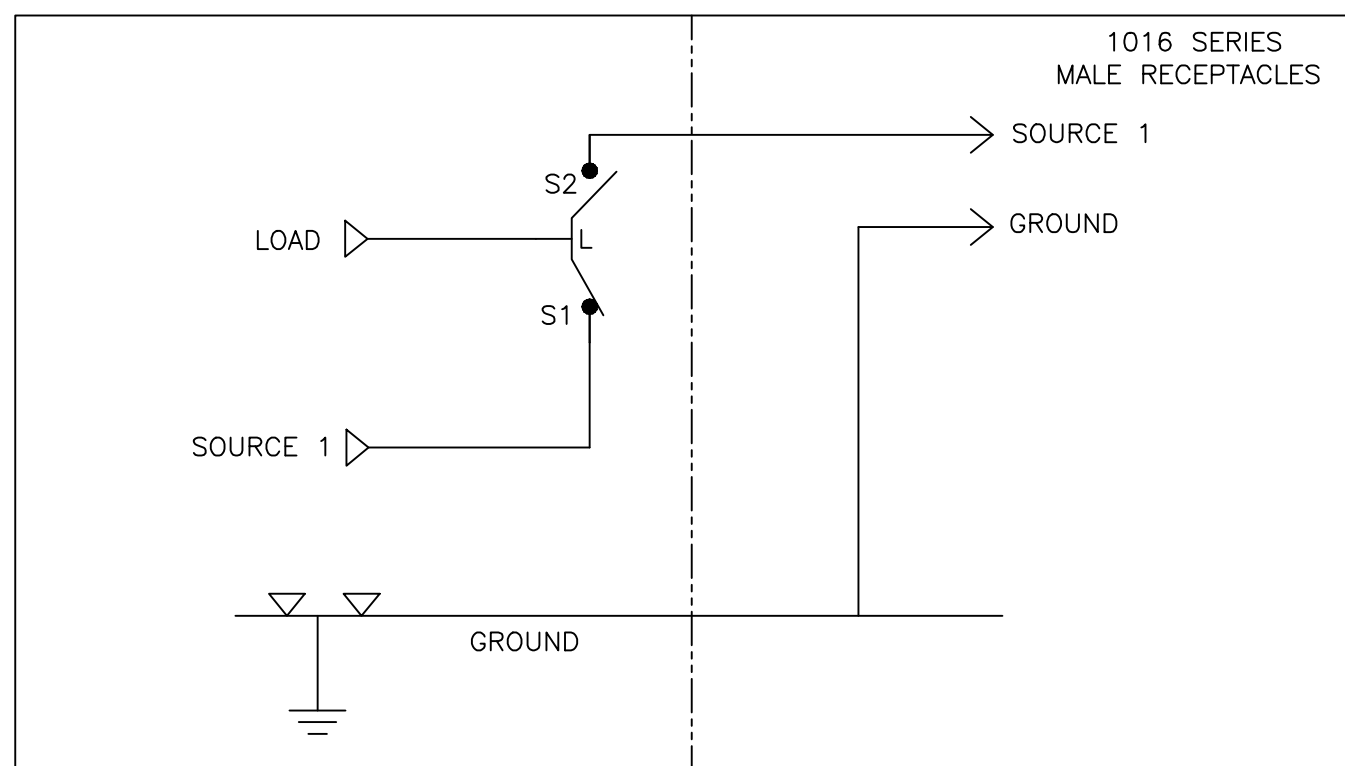 1016 SERIES
MALE RECEPTACLES
SOURCE 1
S2
GROUND
LOAD
L
S1
SOURCE 1
GROUND